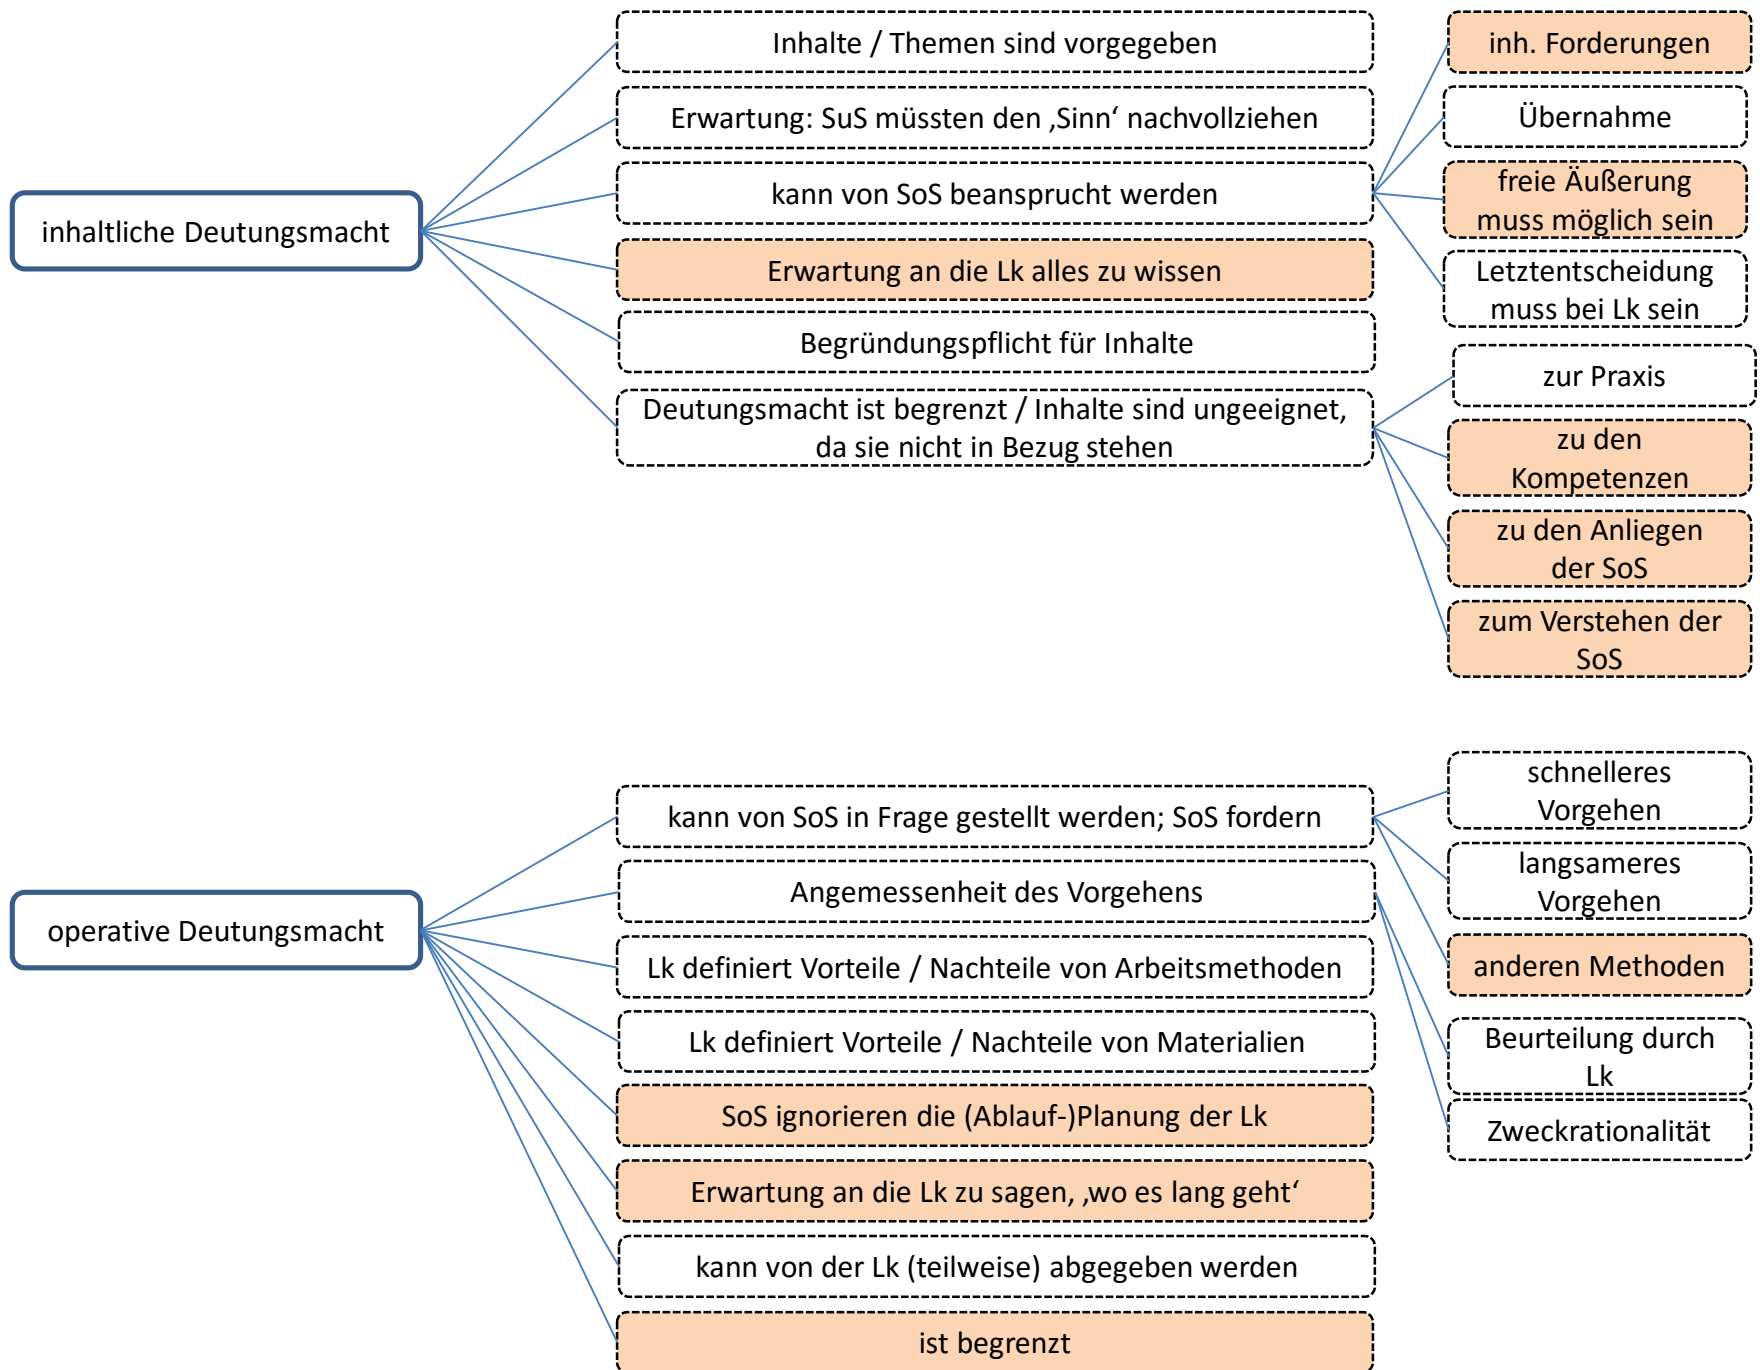 inhaltliche Deutungsmacht
Inhalte / Themen sind vorgegeben
Erwartung: SuS müssten den ‚Sinn‘ nachvollziehen
kann von SoS beansprucht werden
Erwartung an die Lk alles zu wissen
Begründungspflicht für Inhalte
Deutungsmacht ist begrenzt / Inhalte sind ungeeignet,
da sie nicht in Bezug stehen
inh. Forderungen
Übernahme
freie Äußerung
muss möglich sein
Letztentscheidung
muss bei Lk sein
zur Praxis
zu den
Kompetenzen
zu den Anliegen
der SoS
zum Verstehen der
SoS
operative Deutungsmacht
kann von SoS in Frage gestellt werden; SoS fordern
Angemessenheit des Vorgehens
Lk definiert Vorteile / Nachteile von Arbeitsmethoden
Lk definiert Vorteile / Nachteile von Materialien
SoS ignorieren die (Ablauf-)Planung der Lk
Erwartung an die Lk zu sagen, ‚wo es lang geht‘
kann von der Lk (teilweise) abgegeben werden
ist begrenzt
schnelleres
Vorgehen
langsameres
Vorgehen
anderen Methoden
Beurteilung durch
Lk
Zweckrationalität